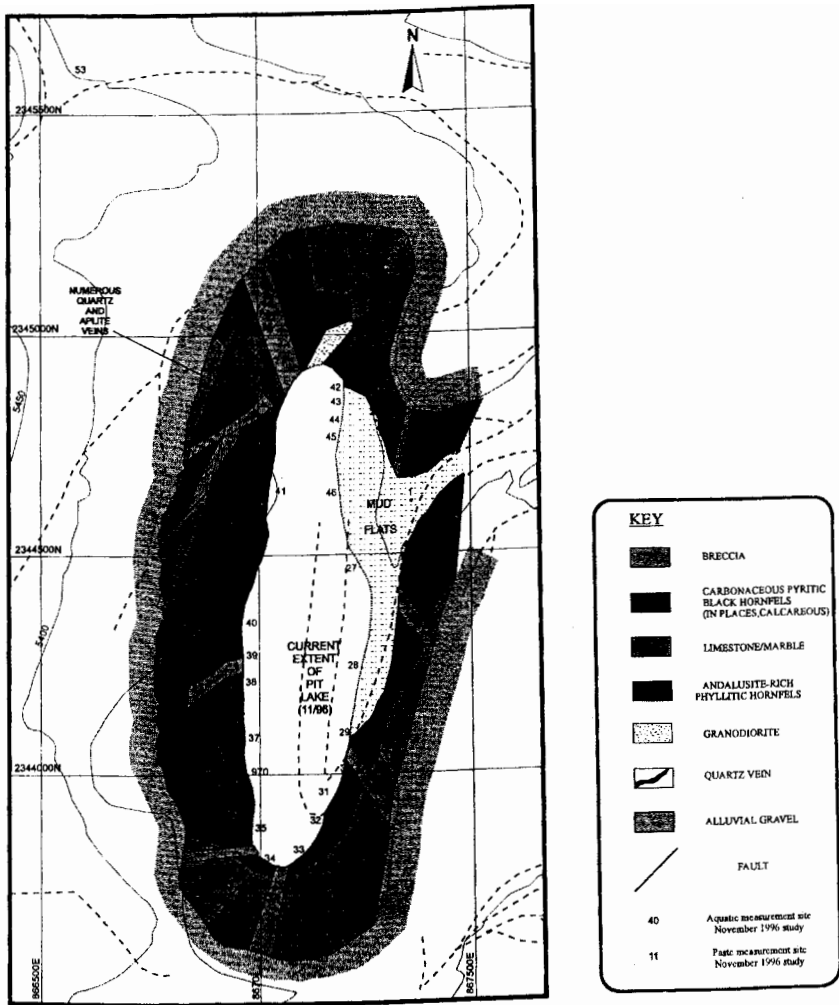 53
N
2345500N
NUMEROUS
QUARTZ
AND
APLITE
VEINS
2345000N
5450
42
43
44
45
41
46
MUD
FLATS
2344500N
27
5400
40
39
38
CURRENT
EXTENT
OF
PIT
LAKE
(11/96)
28
37
29
970
2344000N
31
32
35
34
33
866500E
867500E
KEY
BRECCIA
CARBONACEOUS PYRITIC
BLACK HORNFELS
(IN PLACES,CALCAREOUS)
LIMESTONE/MARBLE
ANDALUSITE-RICH
PHYLLITIC HORNFELS
GRANODIORITE
QUARTZ VEIN
ALLUVIAL GRAVEL
FAULT
40 Aquatic measurement site
November 1996 study
11 Paste measurement site
November 1996 study